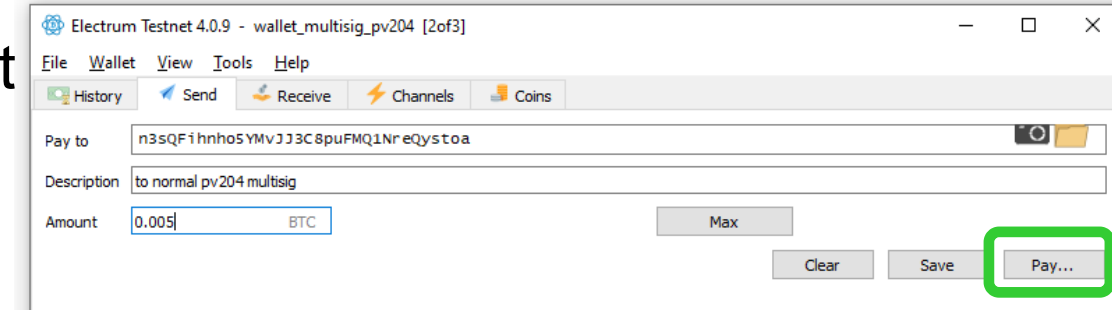 Electrum Testnet 4.0.9 - wallet_multisig_pv204 [2of3]
t
File Wallet View Tools Help
History Send Receive Channels Coins
Pay to n3sQFihnho5YMvJJ3C8puFMQ1NreQystoa
Description to normal pv204 multisig
Amount 0.005 BTC Max
Clear Save Pay...